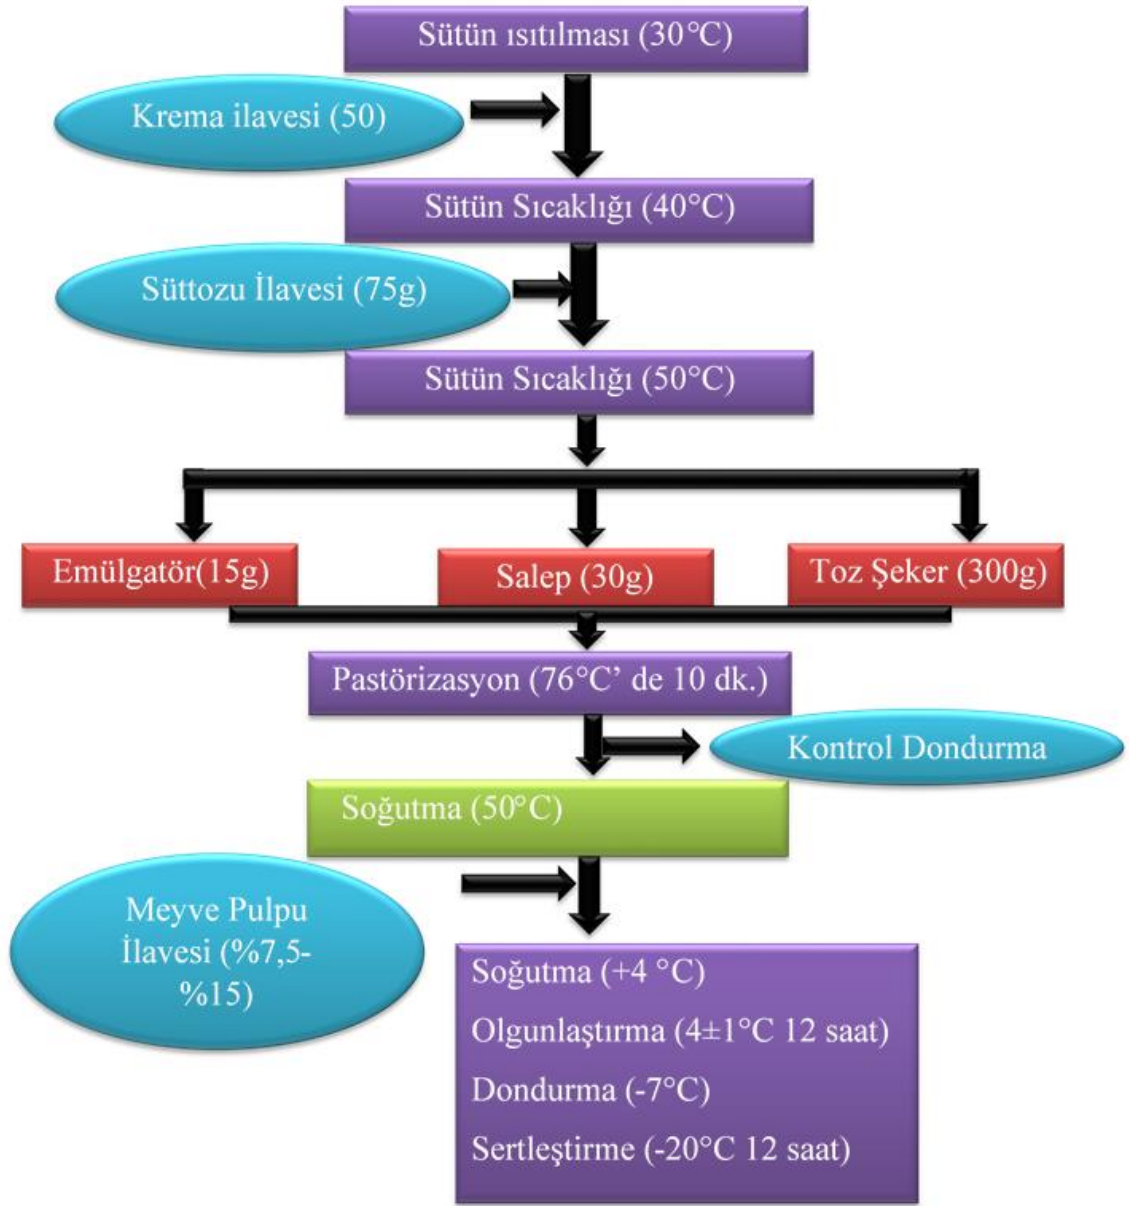 Sütün ısıtılması (30°C)
Krema ilavesi (50)
Sütün Sıcaklığı (40°C)
Süttozu İlavesi (75g)
Sütün Sıcaklığı (50°C)
Emülgatör(15g)
Salep (30g)
Toz Şeker (300g)
Pastörizasyon (76°C’ de 10 dk.)
Kontrol Dondurma
Soğutma (50°C)
Meyve Pulpu
İlavesi (%7,5-
%15)
Soğutma (+4 °C)
Olgunlaştırma (4±1°C 12 saat)
Dondurma (-7°C)
Sertleştirme (-20°C 12 saat)